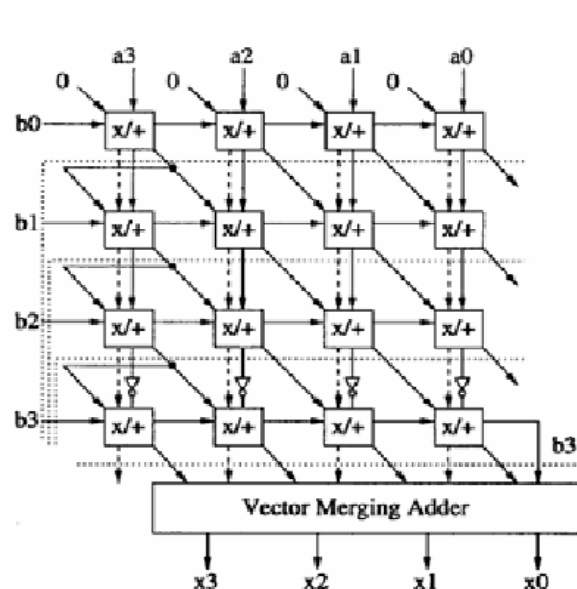 a3 a2 a1 a0
0 0 0 0
b0 x/+ x/+ x/+ x/+
b1 x/+ x/+ x/+ x/+
b2 x/+ x/+ x/+ x/+
b3 x/+ x/+ x/+ x/+
b3
Vector Merging Adder
x3 x2 x1 x0